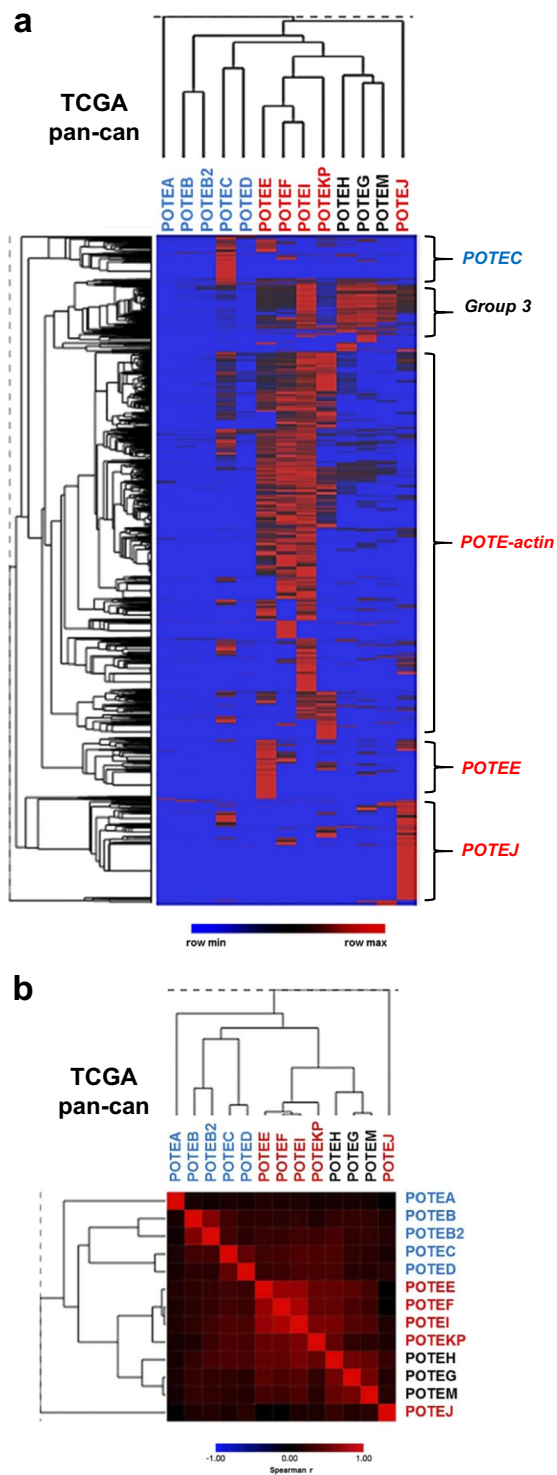 a
TCGA
pan-can
POTEA
POTEB
POTEB2
POTEC
POTED
POTEE
POTEF
POTEI
POTEKP
POTEH
POTEG
POTEM
POTEJ
POTEC
Group 3
POTE-actin
POTEE
POTEJ
row min
row max
b
TCGA
pan-can
POTEA
POTEB
POTEB2
POTEC
POTED
POTEE
POTEF
POTEI
POTEKP
POTEH
POTEG
POTEM
POTEJ
POTEA
POTEB
POTEB2
POTEC
POTED
POTEE
POTEF
POTEI
POTEKP
POTEH
POTEG
POTEM
POTEJ
-1.00 0.00 1.00
Spearman r